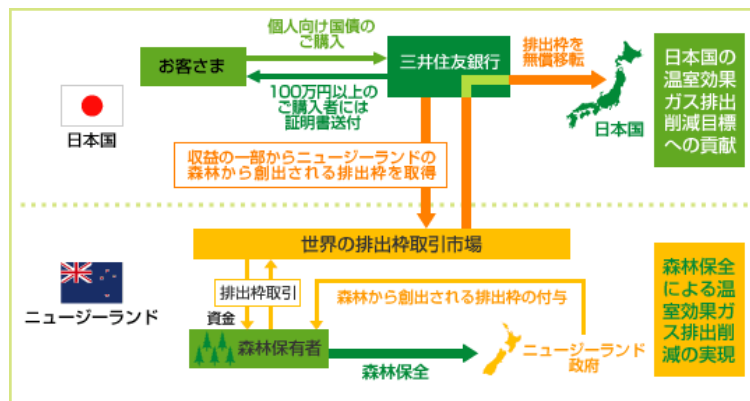 個人向け国債の
ご購入
お客さま
三井住友銀行
100万円以上の
ご購入者には
証明書送付
排出枠を
無償移転
日本国
日本国
日本国の
温室効果
ガス排出
削減目標
への貢献
収益の一部からニュージーランドの
森林から創出される排出枠を取得
世界の排出枠取引市場
ニュージーランド
排出枠取引
資金
森林から創出される排出枠の付与
森林保有者
森林保全
ニュージーランド
政府
森林保全
による温
室効果ガ
ス排出削
減の実現